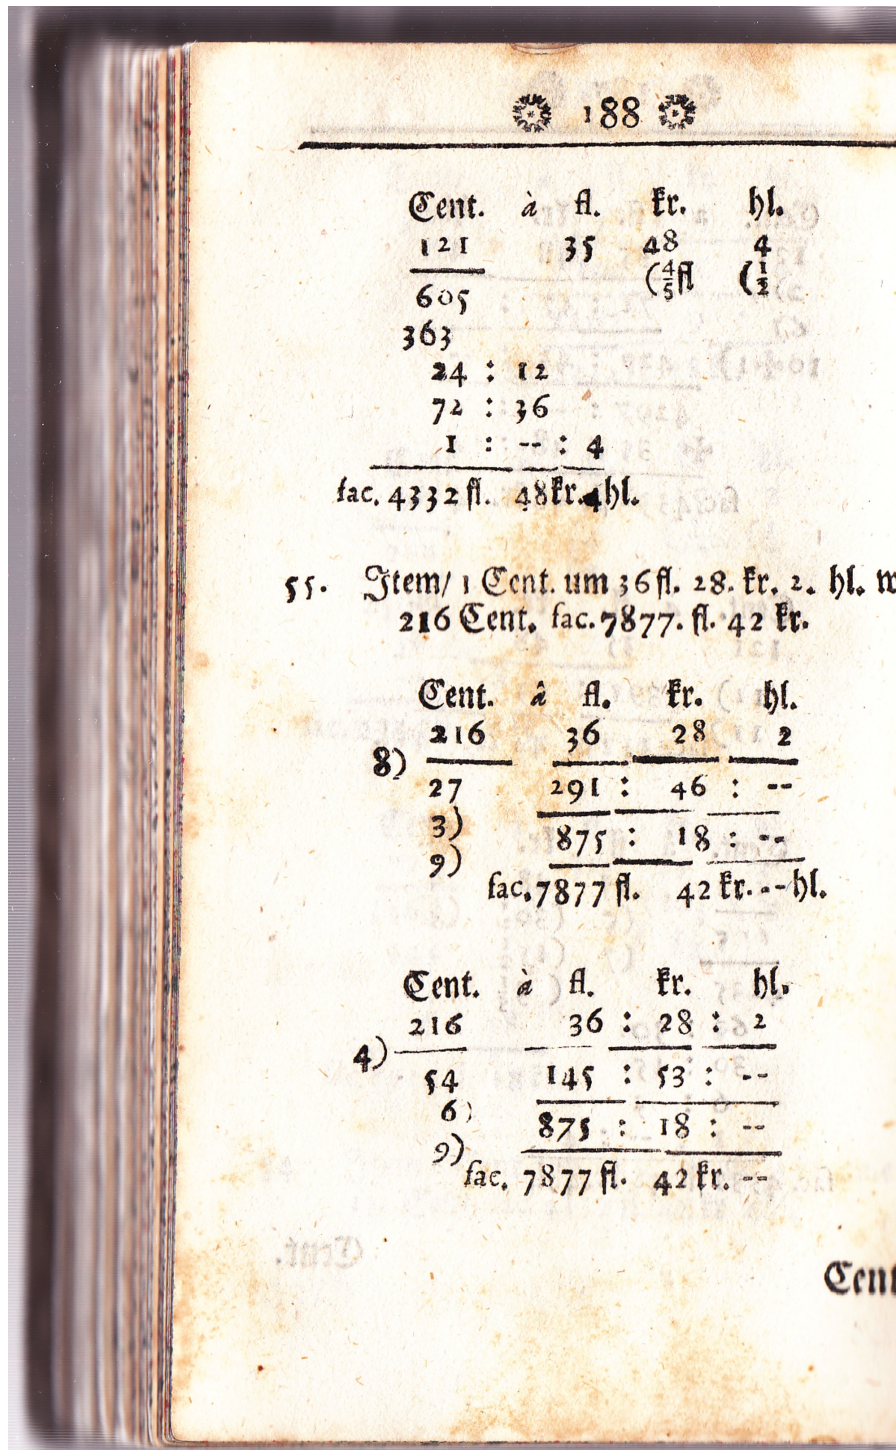 188
Cent. à fl. kr. hl.
121 35 48 4
(4/5 fl (1/2
605
363
24 : 12
72 : 36
1 : -- : 4
fac. 4332 fl. 48 kr. 4 hl.
55. Item/ 1 Cent. um 36 fl. 28. kr. 2. hl. w
216 Cent. fac. 7877. fl. 42 kr.
Cent. â fl. kr. hl.
216 36 28 2
8)
27 291 : 46 : --
3)
875 : 18 : --
9)
fac. 7877 fl. 42 kr. -- hl.
Cent. à fl. kr. hl.
216 36 : 28 : 2
4)
54 145 : 53 : --
6)
875 : 18 : --
9)
fac. 7877 fl. 42 kr. --
Cent